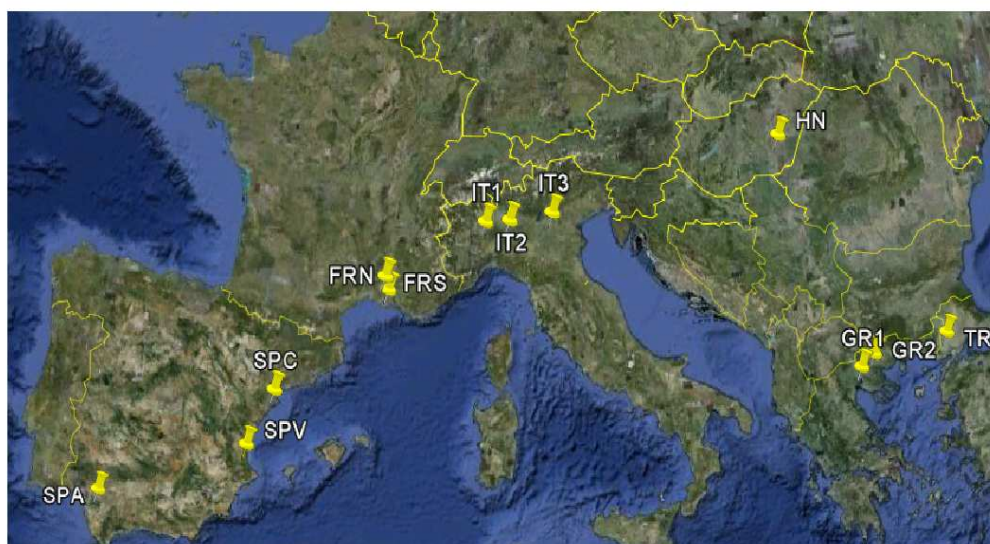 HN
IT1
IT3
IT2
FRN
FRS
GR1
TR
GR2
SPC
SPV
SPA